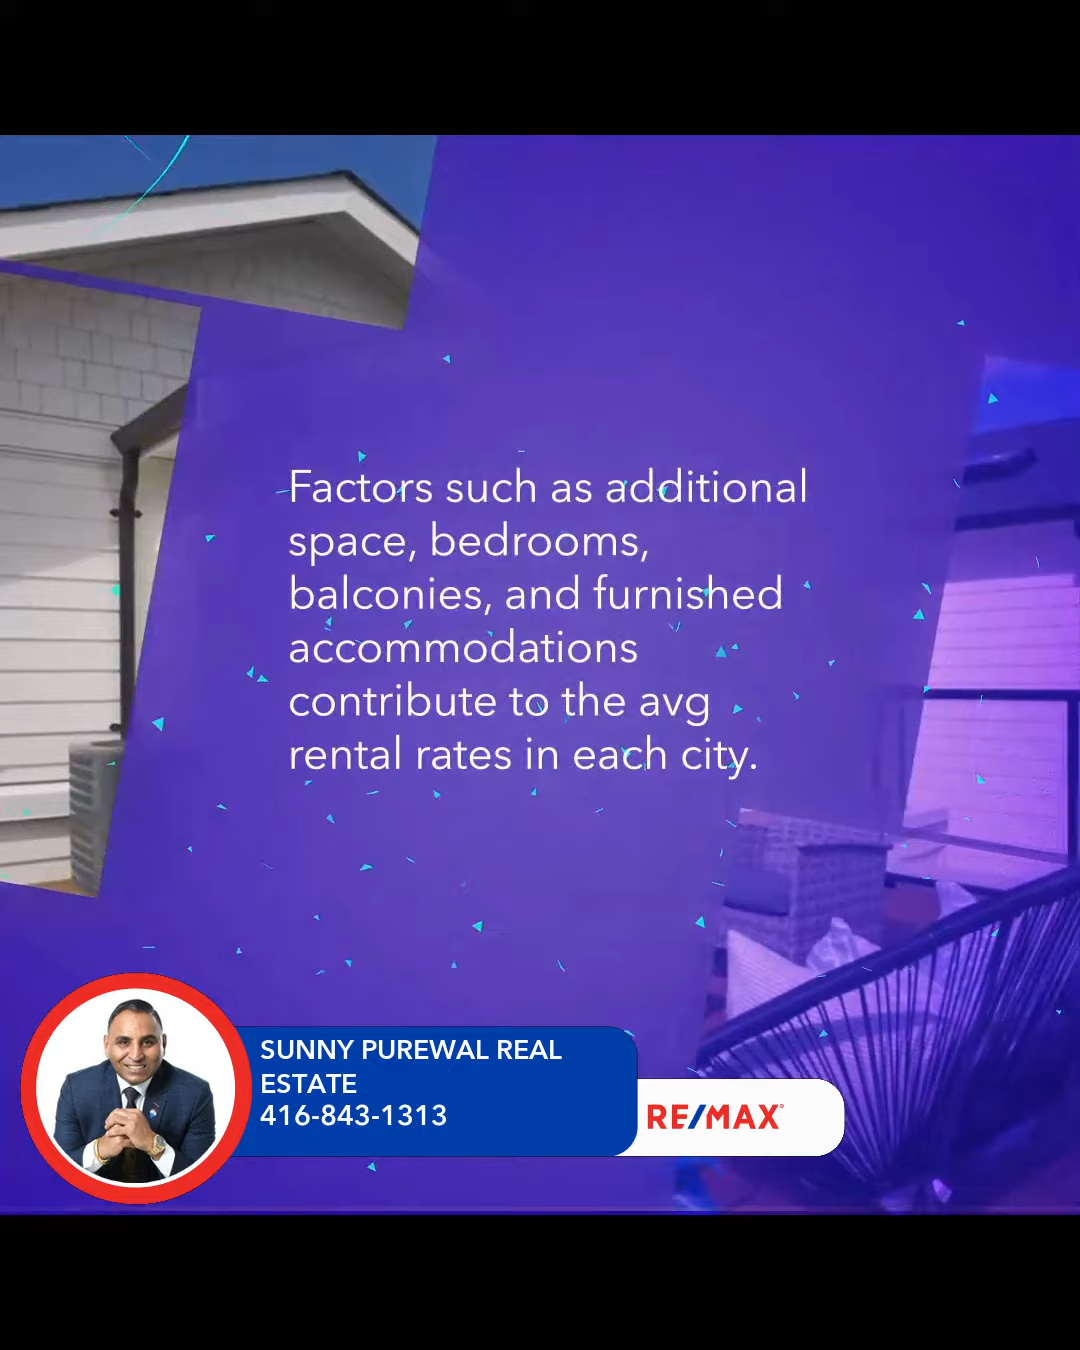 Factors such as additional
space, bedrooms,
balconies, and furnished
accommodations
contribute to the avg
rental rates in each city.
SUNNY PUREWAL REAL
ESTATE
416-843-1313
RE/MAX